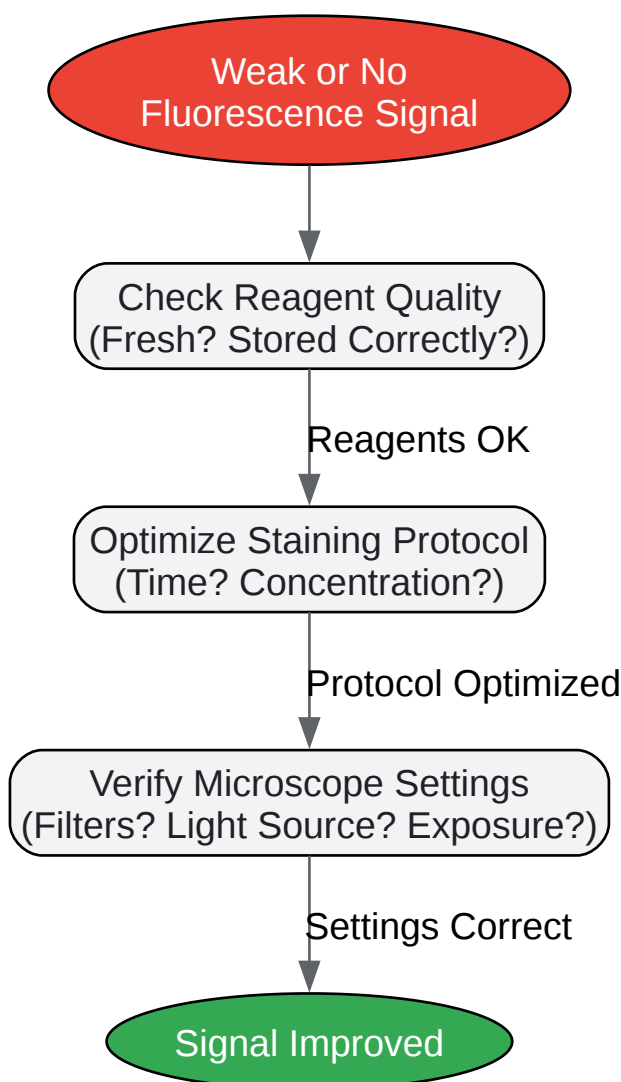 Weak or No
Fluorescence Signal
Check Reagent Quality
(Fresh? Stored Correctly?)
Reagents OK
Optimize Staining Protocol
(Time? Concentration?)
Protocol Optimized
Verify Microscope Settings
(Filters? Light Source? Exposure?)
Settings Correct
Signal Improved